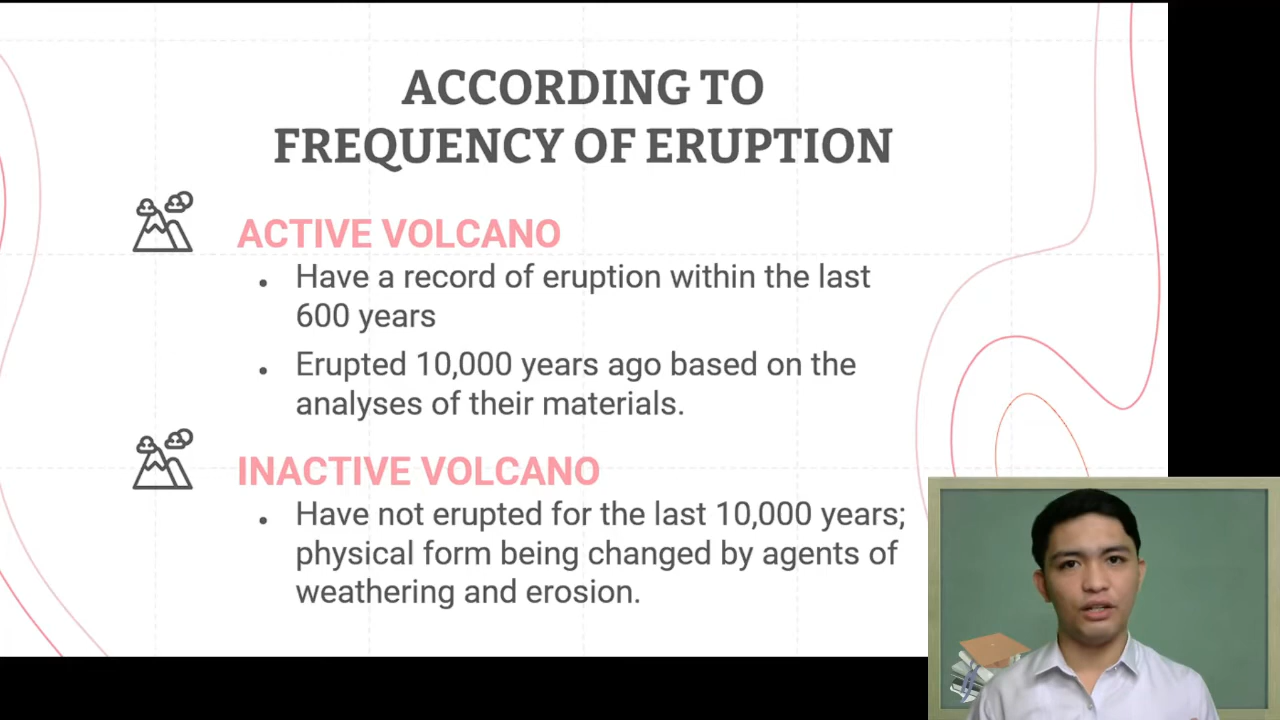 ACCORDING TO
FREQUENCY OF ERUPTION
ACTIVE VOLCANO
• Have a record of eruption within the last
600 years
• Erupted 10,000 years ago based on the
analyses of their materials.
INACTIVE VOLCANO
• Have not erupted for the last 10,000 years;
physical form being changed by agents of
weathering and erosion.